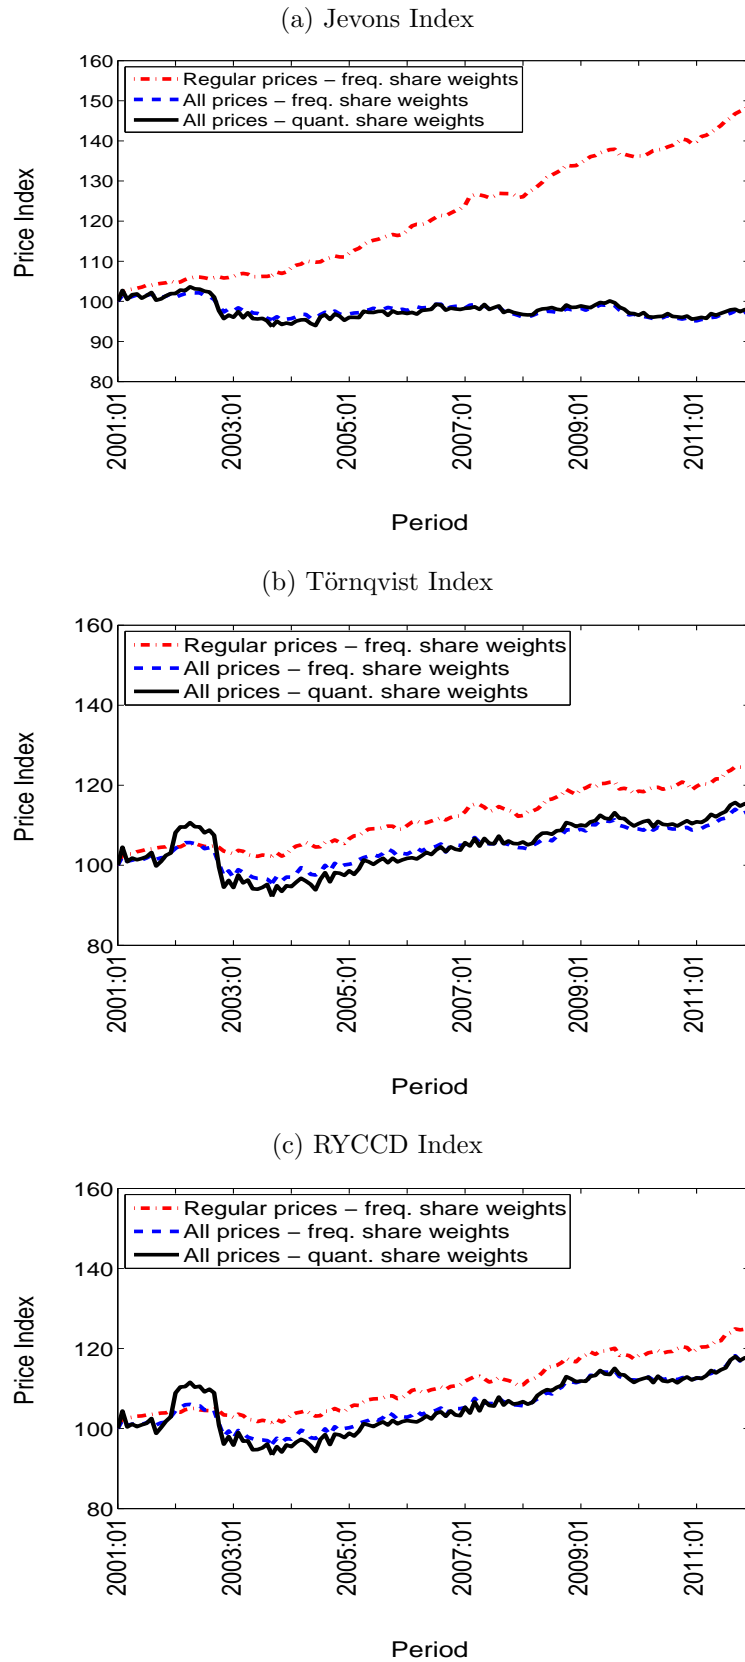 (a) Jevons Index
160
150
140
130
120
110
100
90
80
Price Index
Regular prices – freq. share weights
All prices – freq. share weights
All prices – quant. share weights
2001:01
2003:01
2005:01
2007:01
2009:01
2011:01
Period
(b) Törnqvist Index
160
140
120
100
80
Price Index
Regular prices – freq. share weights
All prices – freq. share weights
All prices – quant. share weights
2001:01
2003:01
2005:01
2007:01
2009:01
2011:01
Period
(c) RYCCD Index
160
140
120
100
80
Price Index
Regular prices – freq. share weights
All prices – freq. share weights
All prices – quant. share weights
2001:01
2003:01
2005:01
2007:01
2009:01
2011:01
Period